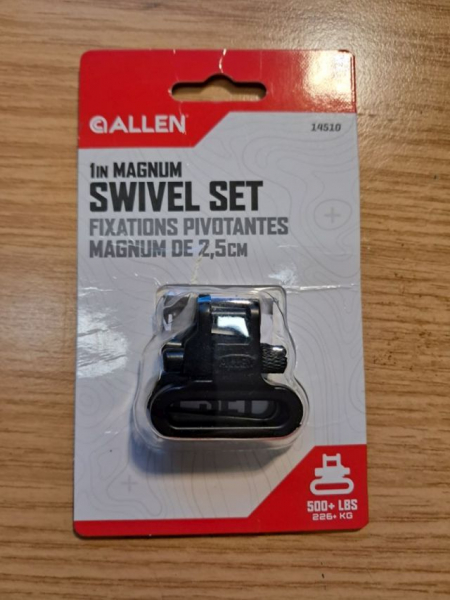 ALLEN
14510
1IN MAGNUM
SWIVEL SET
FIXATIONS PIVOTANTES
MAGNUM DE 2,5CM
500+ LBS
226+ KG